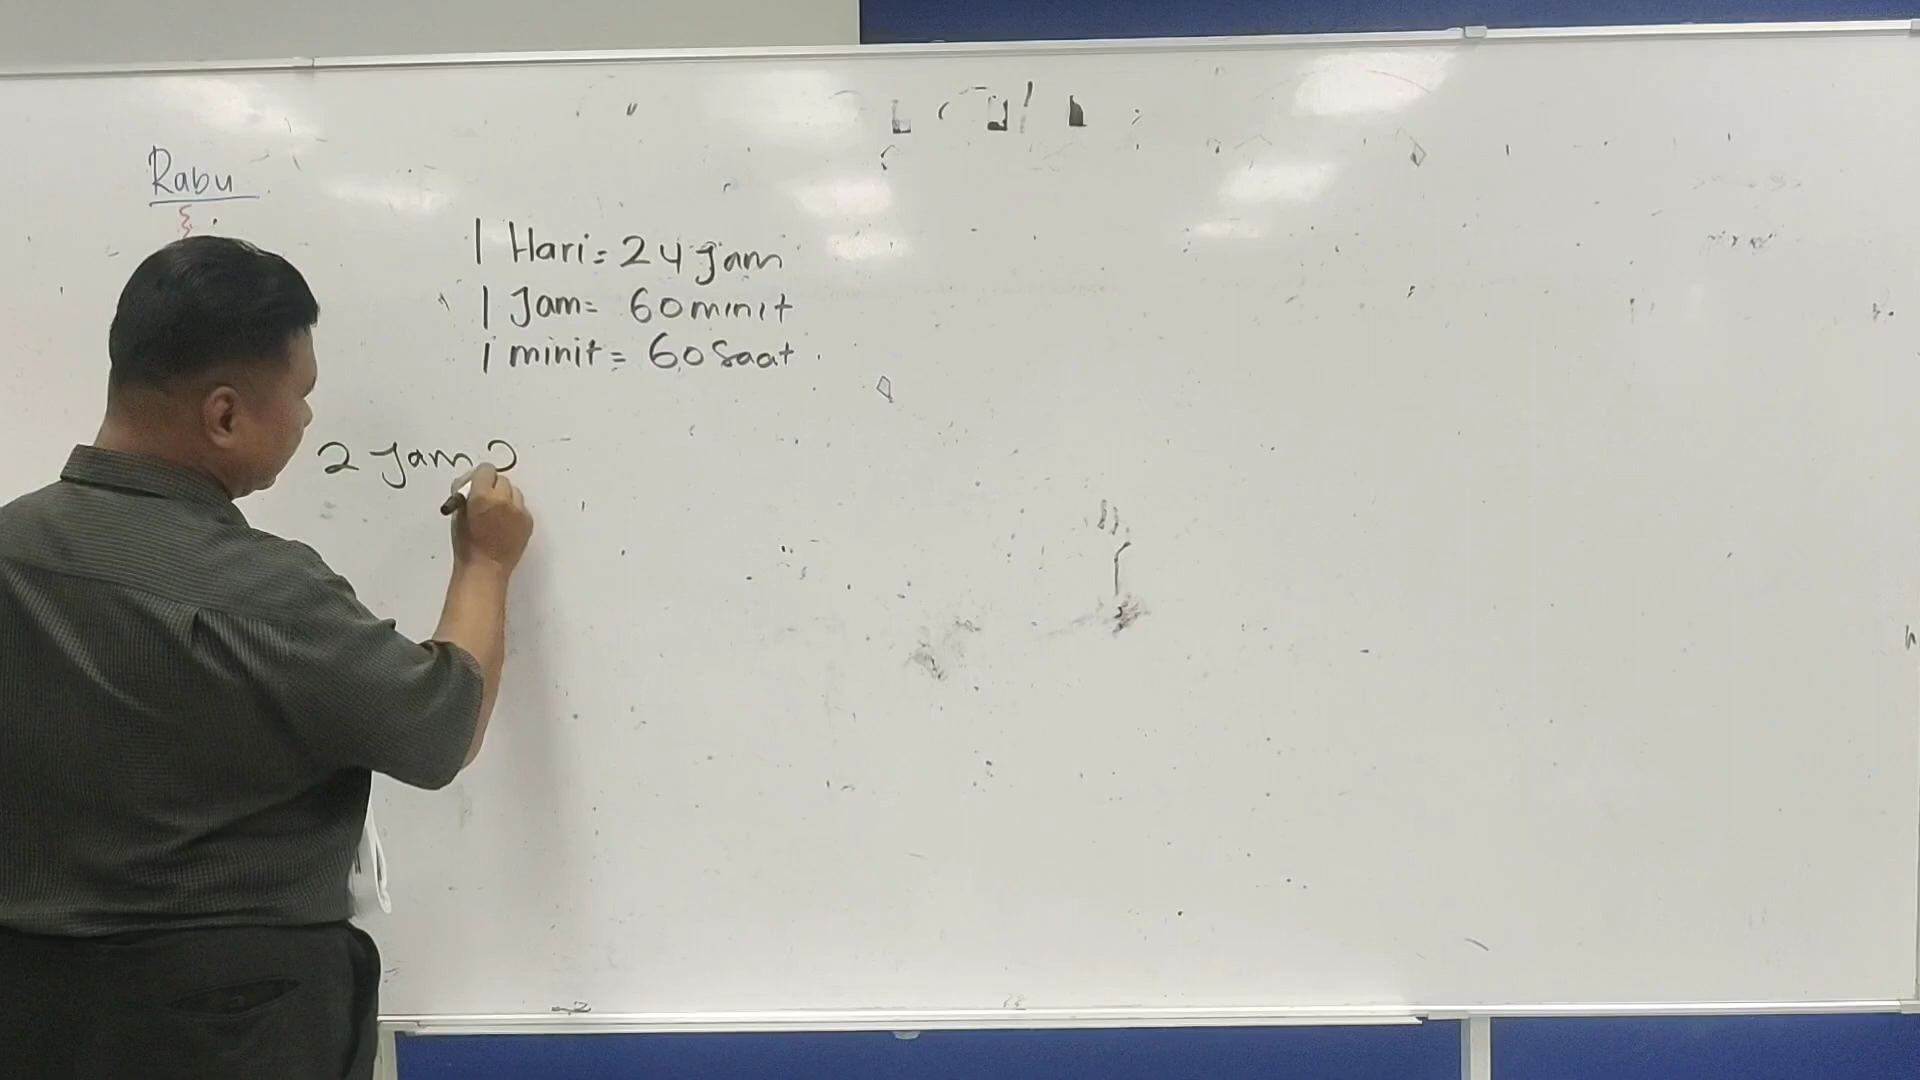 Rabu
1 Hari = 24 jam
1 Jam = 60 minit
1 minit = 60 Saat
2 Jam